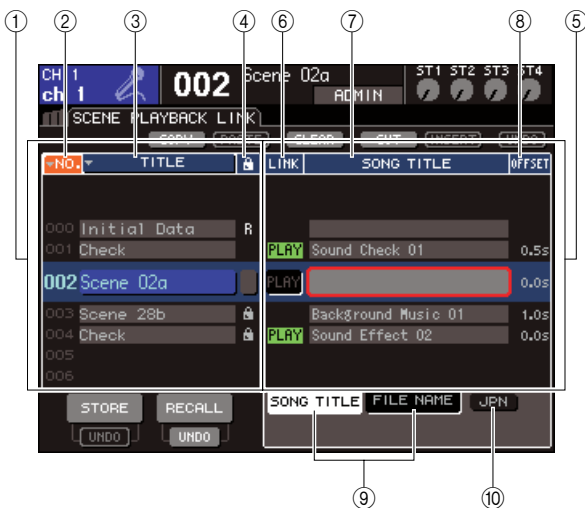 ① ② ③ ④ ⑥ ⑦ ⑧ ⑤
CH 1
ch 1
002
Scene 02a
ADMIN
ST1 ST2 ST3 ST4
SCENE PLAYBACK LINK
COPY PASTE CLEAR CUT INSERT UNDO
NO. TITLE LINK SONG TITLE OFFSET
000 Initial Data R
001 Check PLAY Sound Check 01 0.5s
002 Scene 02a PLAY 0.0s
003 Scene 28b Background Music 01 1.0s
004 Check PLAY Sound Effect 02 0.0s
005
006
STORE RECALL SONG TITLE FILE NAME JPN
UNDO UNDO
⑨ ⑩